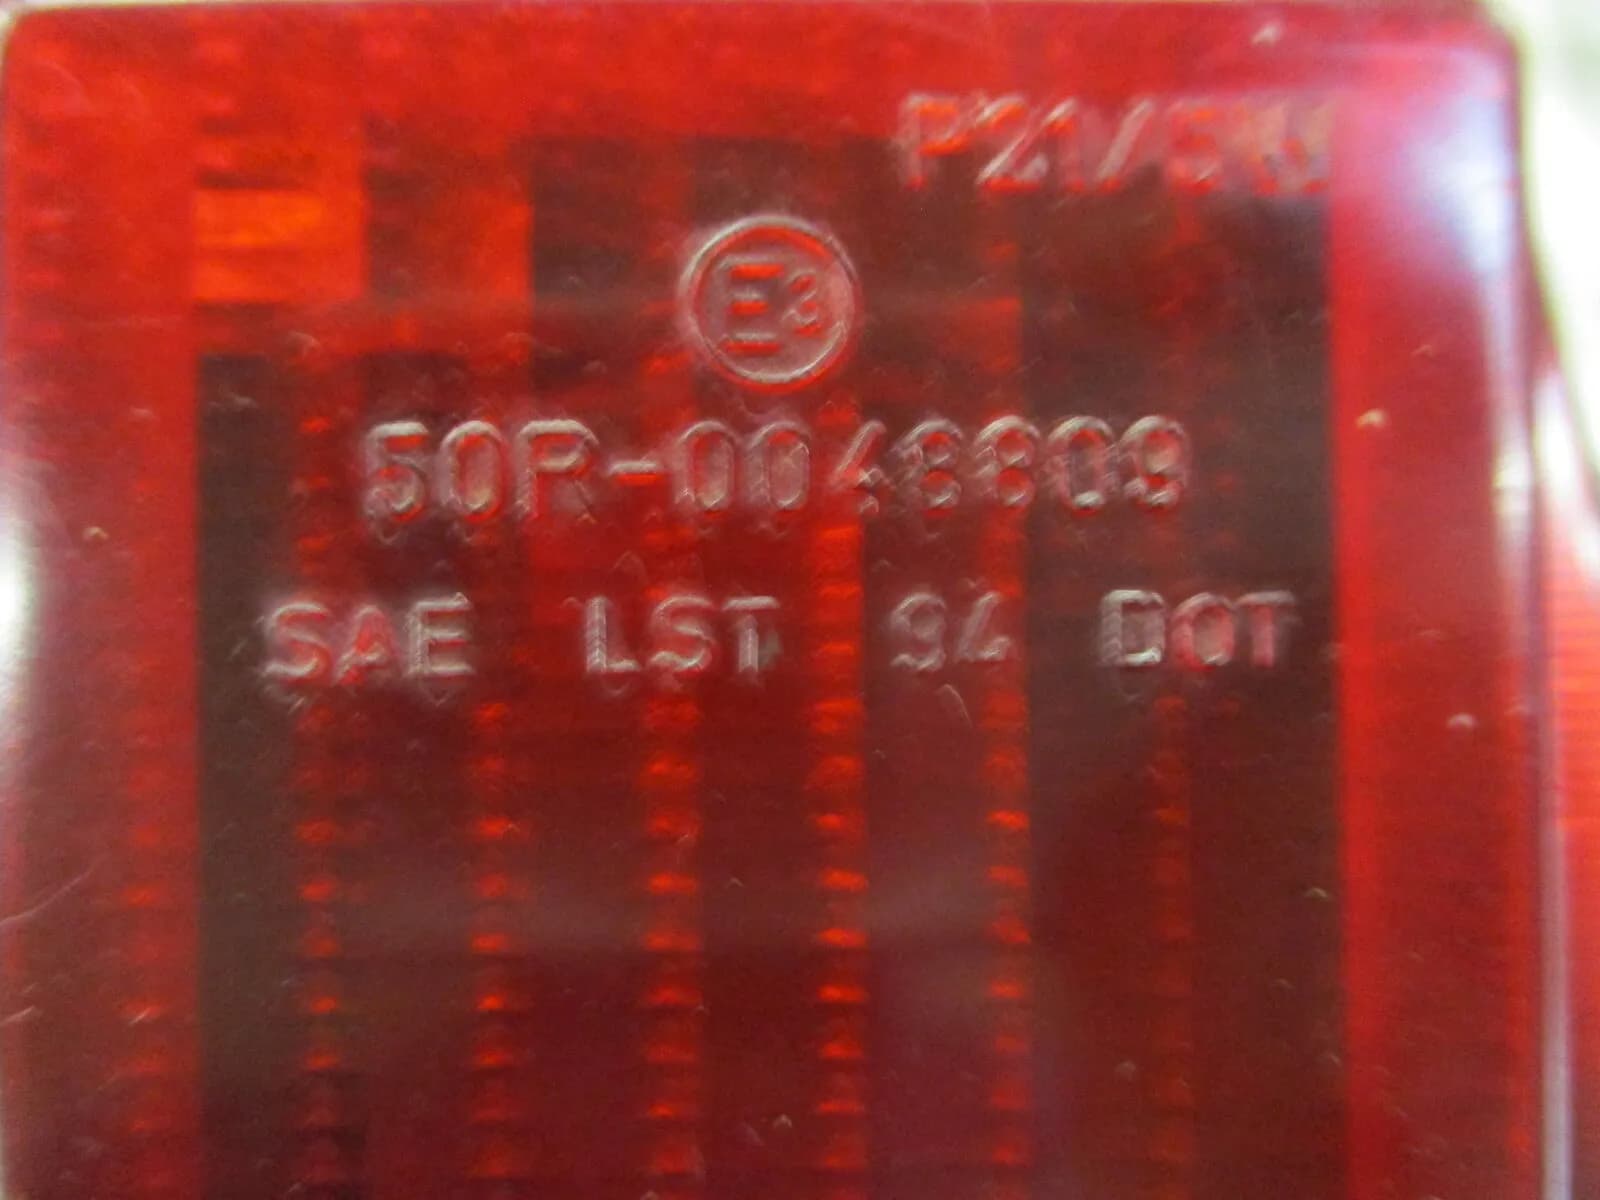 P21/5W
E3
50R-0048809
SAE LST 94 DOT